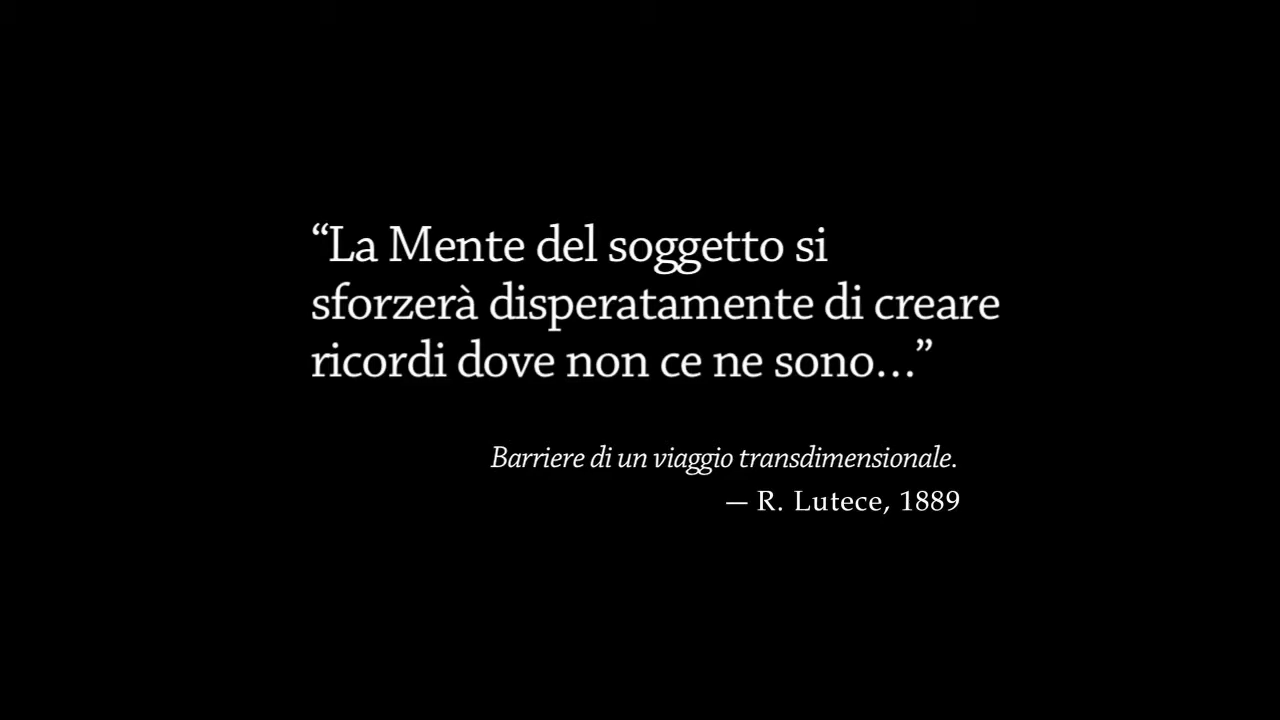 “La Mente del soggetto si
sforzerà disperatamente di creare
ricordi dove non ce ne sono…”
Barriere di un viaggio transdimensionale.
— R. Lutece, 1889